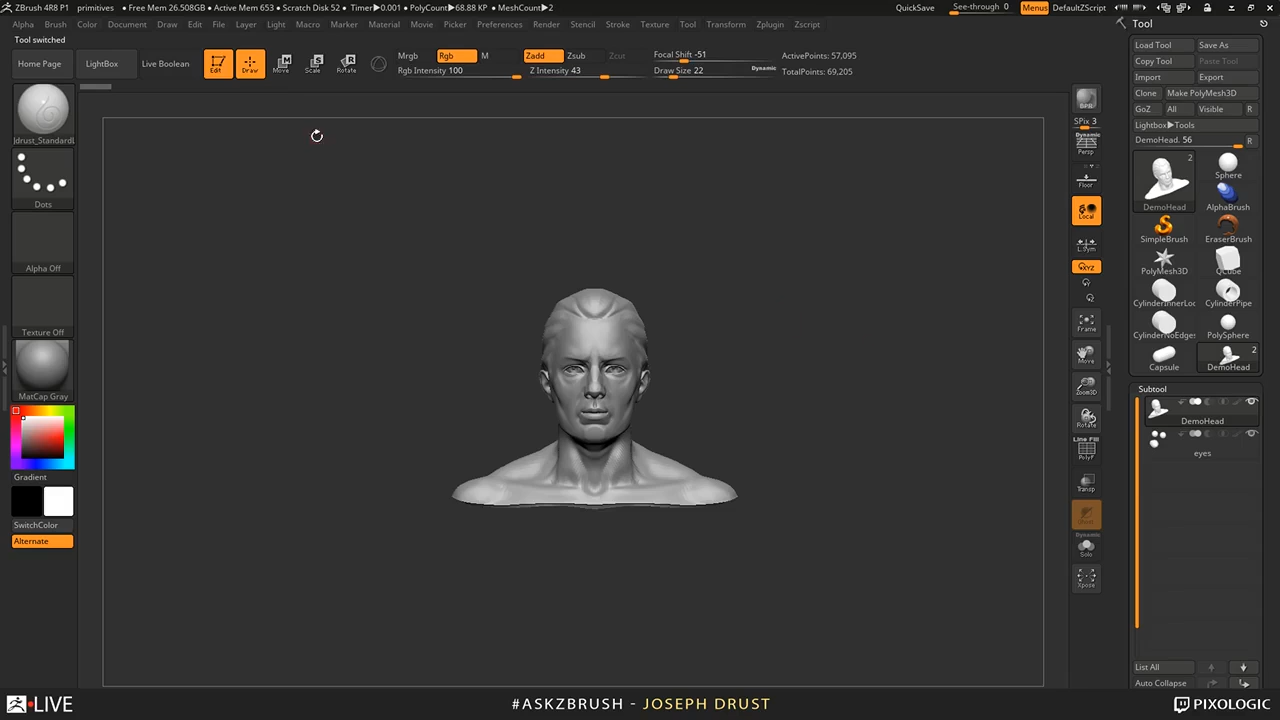 ZBrush 4R8 P1 primitives • Free Mem 26.508GB • Active Mem 653 • Scratch Disk 52 • Timer▶0.001 • PolyCount▶68.88 KP • MeshCount▶2 QuickSave See-through 0 Menus DefaultZScript
Alpha Brush Color Document Draw Edit File Layer Light Macro Marker Material Movie Picker Preferences Render Stencil Stroke Texture Tool Transform Zplugin Zscript
Tool switched
Home Page LightBox Live Boolean Edit Draw Move Scale Rotate
Mrgb Rgb M Zadd Zsub Zcut Focal Shift -51 ActivePoints: 57,095
Rgb Intensity 100 Z Intensity 43 Draw Size 22 Dynamic TotalPoints: 69,205
Jdrust_Standard
Dots
Alpha Off
Texture Off
MatCap Gray
Gradient
SwitchColor
Alternate
BPR
SPix 3
Dynamic
Persp
Floor
Local
L.Sym
XYZ
Frame
Move
Zoom3D
Rotate
Line Fill
PolyF
Transp
Ghost
Dynamic
Solo
Xpose
Tool
Load Tool Save As
Copy Tool Paste Tool
Import Export
Clone Make PolyMesh3D
GoZ All Visible R
Lightbox▶Tools
DemoHead. 56 R
2
DemoHead Sphere
AlphaBrush
SimpleBrush EraserBrush
PolyMesh3D QCube
CylinderInnerLoo CylinderPipe
CylinderNoEdges PolySphere
2
Capsule DemoHead
Subtool
DemoHead
eyes
List All
Auto Collapse
LIVE #ASKZBRUSH - JOSEPH DRUST PIXOLOGIC